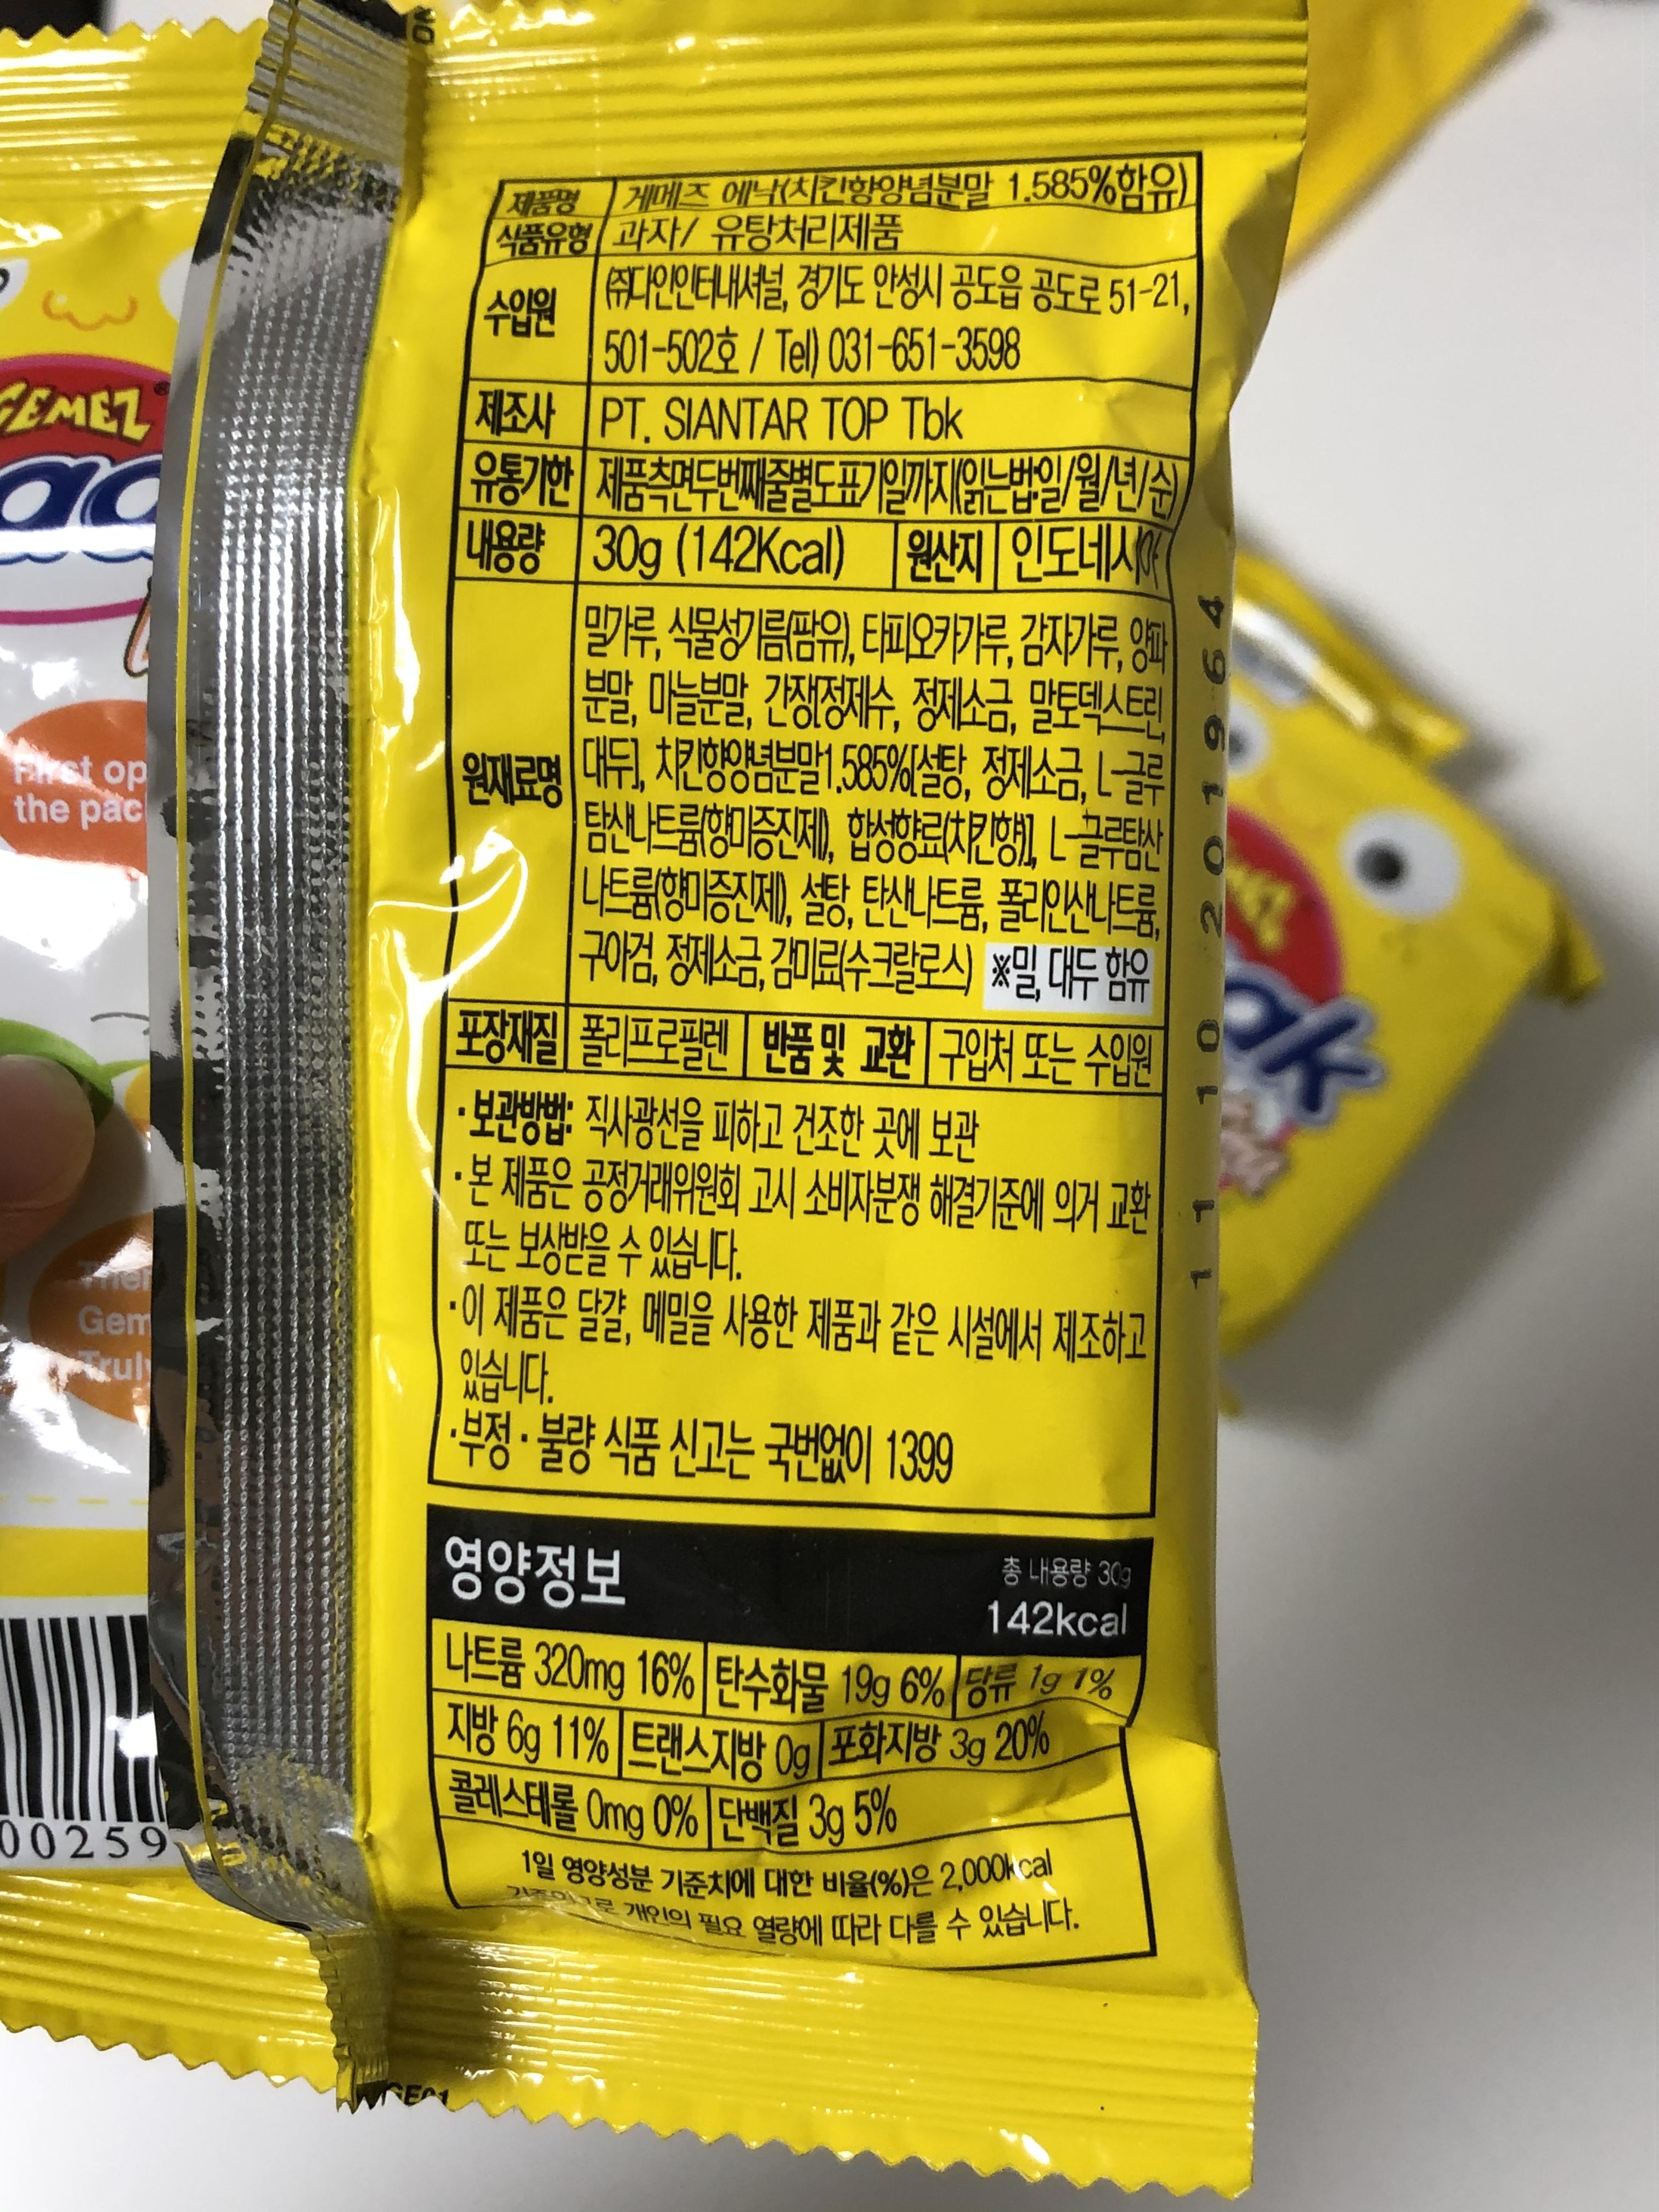 제품명 게메즈 에낙(치킨향양념분말 1.585%함유)
식품유형 과자/ 유탕처리제품
수입원 ㈜다인인터내셔널, 경기도 안성시 공도읍 공도로 51-21,
501-502호 / Tel) 031-651-3598
제조사 PT. SIANTAR TOP Tbk
유통기한 제품측면두번째줄별도표기일까지(읽는법:일/월/년/순)
내용량 30g (142Kcal) 원산지 인도네시아
원재료명 밀가루, 식물성기름(팜유), 타피오카가루, 감자가루, 양파
분말, 마늘분말, 간장[정제수, 정제소금, 말토덱스트린,
대두], 치킨향양념분말1.585%[설탕, 정제소금, L-글루
탐산나트륨(향미증진제), 합성향료(치킨향)], L-글루탐산
나트륨(향미증진제), 설탕, 탄산나트륨, 폴리인산나트륨,
구아검, 정제소금, 감미료(수크랄로스) ※밀, 대두 함유
포장재질 폴리프로필렌 반품 및 교환 구입처 또는 수입원
·보관방법: 직사광선을 피하고 건조한 곳에 보관
·본 제품은 공정거래위원회 고시 소비자분쟁 해결기준에 의거 교환
또는 보상받을 수 있습니다.
·이 제품은 달걀, 메밀을 사용한 제품과 같은 시설에서 제조하고
있습니다.
·부정·불량 식품 신고는 국번없이 1399
영양정보 총 내용량 30g
142kcal
나트륨 320mg 16% 탄수화물 19g 6% 당류 1g 1%
지방 6g 11% 트랜스지방 0g 포화지방 3g 20%
콜레스테롤 0mg 0% 단백질 3g 5%
1일 영양성분 기준치에 대한 비율(%)은 2,000kcal
기준이므로 개인의 필요 열량에 따라 다를 수 있습니다.
11 10 201964
GEMEZ
First op
the pac
Then
Gem
Truly
00259
GE01